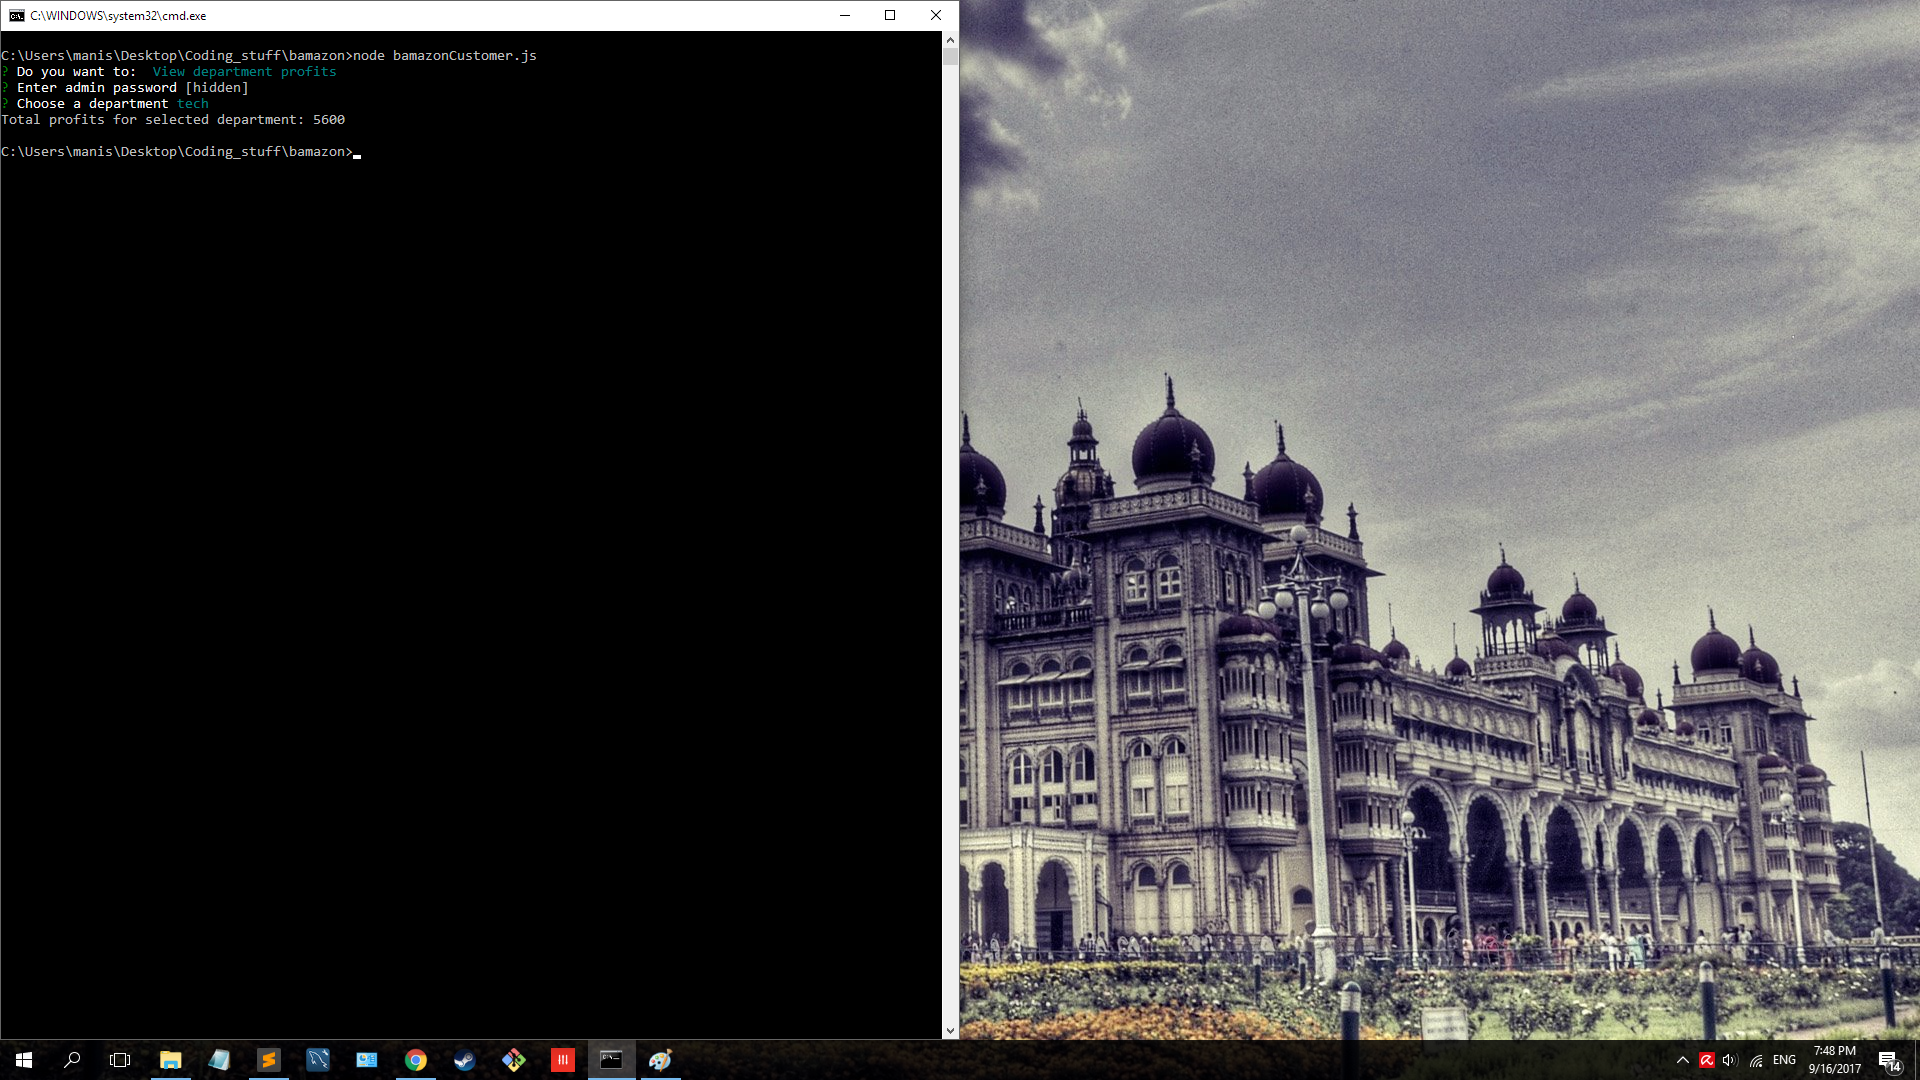 C:\WINDOWS\system32\cmd.exe
C:\Users\manis\Desktop\Coding_stuff\bamazon>node bamazonCustomer.js
? Do you want to:  View department profits
? Enter admin password [hidden]
? Choose a department tech
Total profits for selected department: 5600
C:\Users\manis\Desktop\Coding_stuff\bamazon>
ENG
7:48 PM
9/16/2017
14